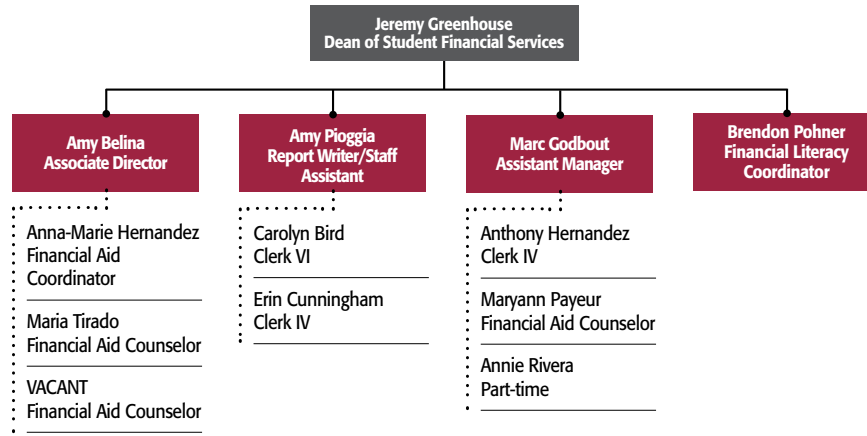 Jeremy Greenhouse
Dean of Student Financial Services
Amy Belina
Associate Director
Anna-Marie Hernandez
Financial Aid
Coordinator
Maria Tirado
Financial Aid Counselor
VACANT
Financial Aid Counselor
Amy Pioggia
Report Writer/Staff
Assistant
Carolyn Bird
Clerk VI
Erin Cunningham
Clerk IV
Marc Godbout
Assistant Manager
Anthony Hernandez
Clerk IV
Maryann Payeur
Financial Aid Counselor
Annie Rivera
Part-time
Brendon Pohner
Financial Literacy
Coordinator